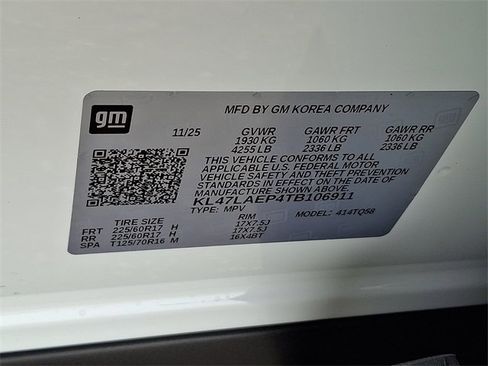 gm
MFD BY GM KOREA COMPANY
11/25 GVWR GAWR FRT GAWR RR
1930 KG 1060 KG 1060 KG
4255 LB 2336 LB 2336 LB
THIS VEHICLE CONFORMS TO ALL
APPLICABLE U.S. FEDERAL MOTOR
VEHICLE SAFETY AND THEFT PREVENTION
STANDARDS IN EFFECT ON THE DATE OF
MANUFACTURE SHOWN ABOVE.
KL47LAEP4TB106911
TYPE: MPV MODEL: 414TQ58
TIRE SIZE RIM
FRT 225/60R17 H 17X7.5J
RR 225/60R17 H 17X7.5J
SPA T125/70R16 M 16X4BT